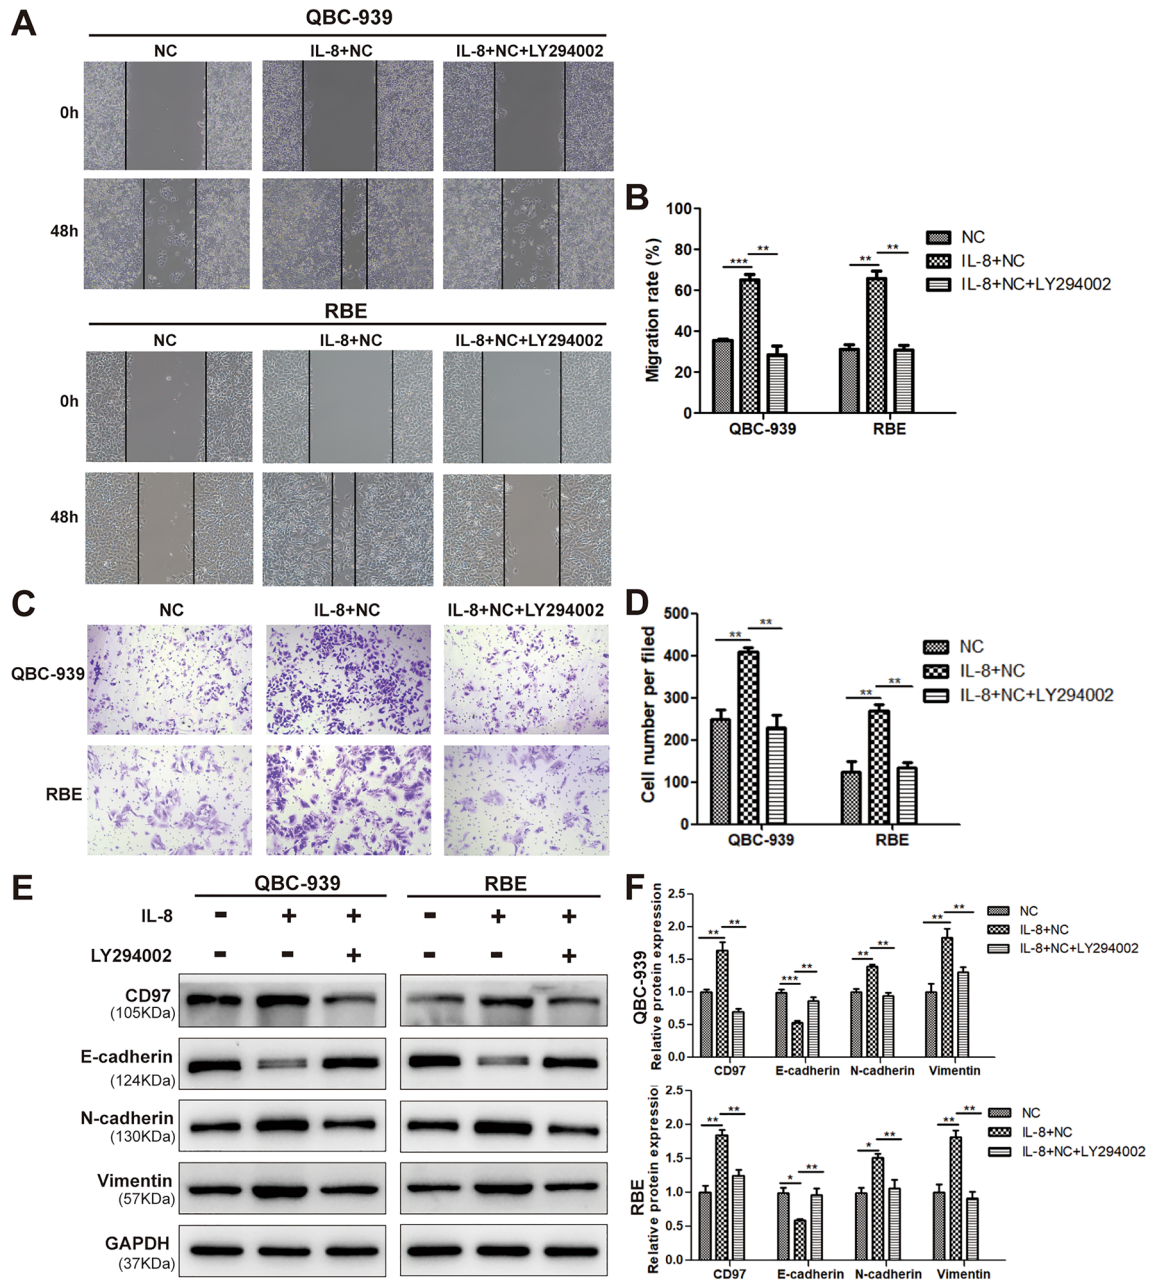 A
QBC-939
NC IL-8+NC IL-8+NC+LY294002
0h
48h
RBE
NC IL-8+NC IL-8+NC+LY294002
0h
48h
B
100
80
60
40
20
0
Migration rate (%)
*** ** ** **
QBC-939 RBE
NC
IL-8+NC
IL-8+NC+LY294002
C
NC IL-8+NC IL-8+NC+LY294002
QBC-939
RBE
D
500
400
300
200
100
0
Cell number per filed
** ** ** **
QBC-939 RBE
NC
IL-8+NC
IL-8+NC+LY294002
E
QBC-939 RBE
IL-8 - + + - + +
LY294002 - - + - - +
CD97
(105KDa)
E-cadherin
(124KDa)
N-cadherin
(130KDa)
Vimentin
(57KDa)
GAPDH
(37KDa)
F
QBC-939
Relative protein expression
2.5
2.0
1.5
1.0
0.5
0.0
** ** *** ** ** ** ** **
CD97 E-cadherin N-cadherin Vimentin
NC
IL-8+NC
IL-8+NC+LY294002
RBE
Relative protein expression
2.5
2.0
1.5
1.0
0.5
0.0
** ** * ** * ** ** **
CD97 E-cadherin N-cadherin Vimentin
NC
IL-8+NC
IL-8+NC+LY294002